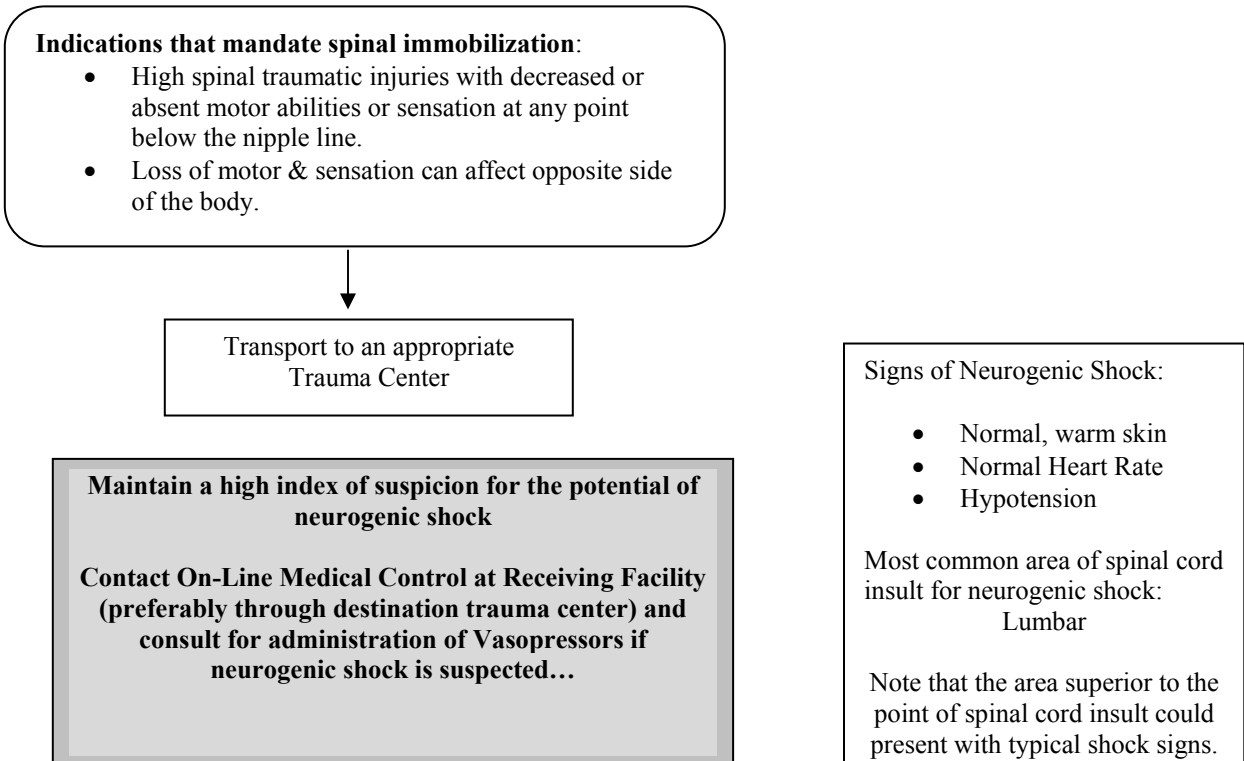 Indications that mandate spinal immobilization:
• High spinal traumatic injuries with decreased or
absent motor abilities or sensation at any point
below the nipple line.
• Loss of motor & sensation can affect opposite side
of the body.
Transport to an appropriate
Trauma Center
Maintain a high index of suspicion for the potential of
neurogenic shock
Contact On-Line Medical Control at Receiving Facility
(preferably through destination trauma center) and
consult for administration of Vasopressors if
neurogenic shock is suspected…
Signs of Neurogenic Shock:
• Normal, warm skin
• Normal Heart Rate
• Hypotension
Most common area of spinal cord
insult for neurogenic shock:
Lumbar
Note that the area superior to the
point of spinal cord insult could
present with typical shock signs.